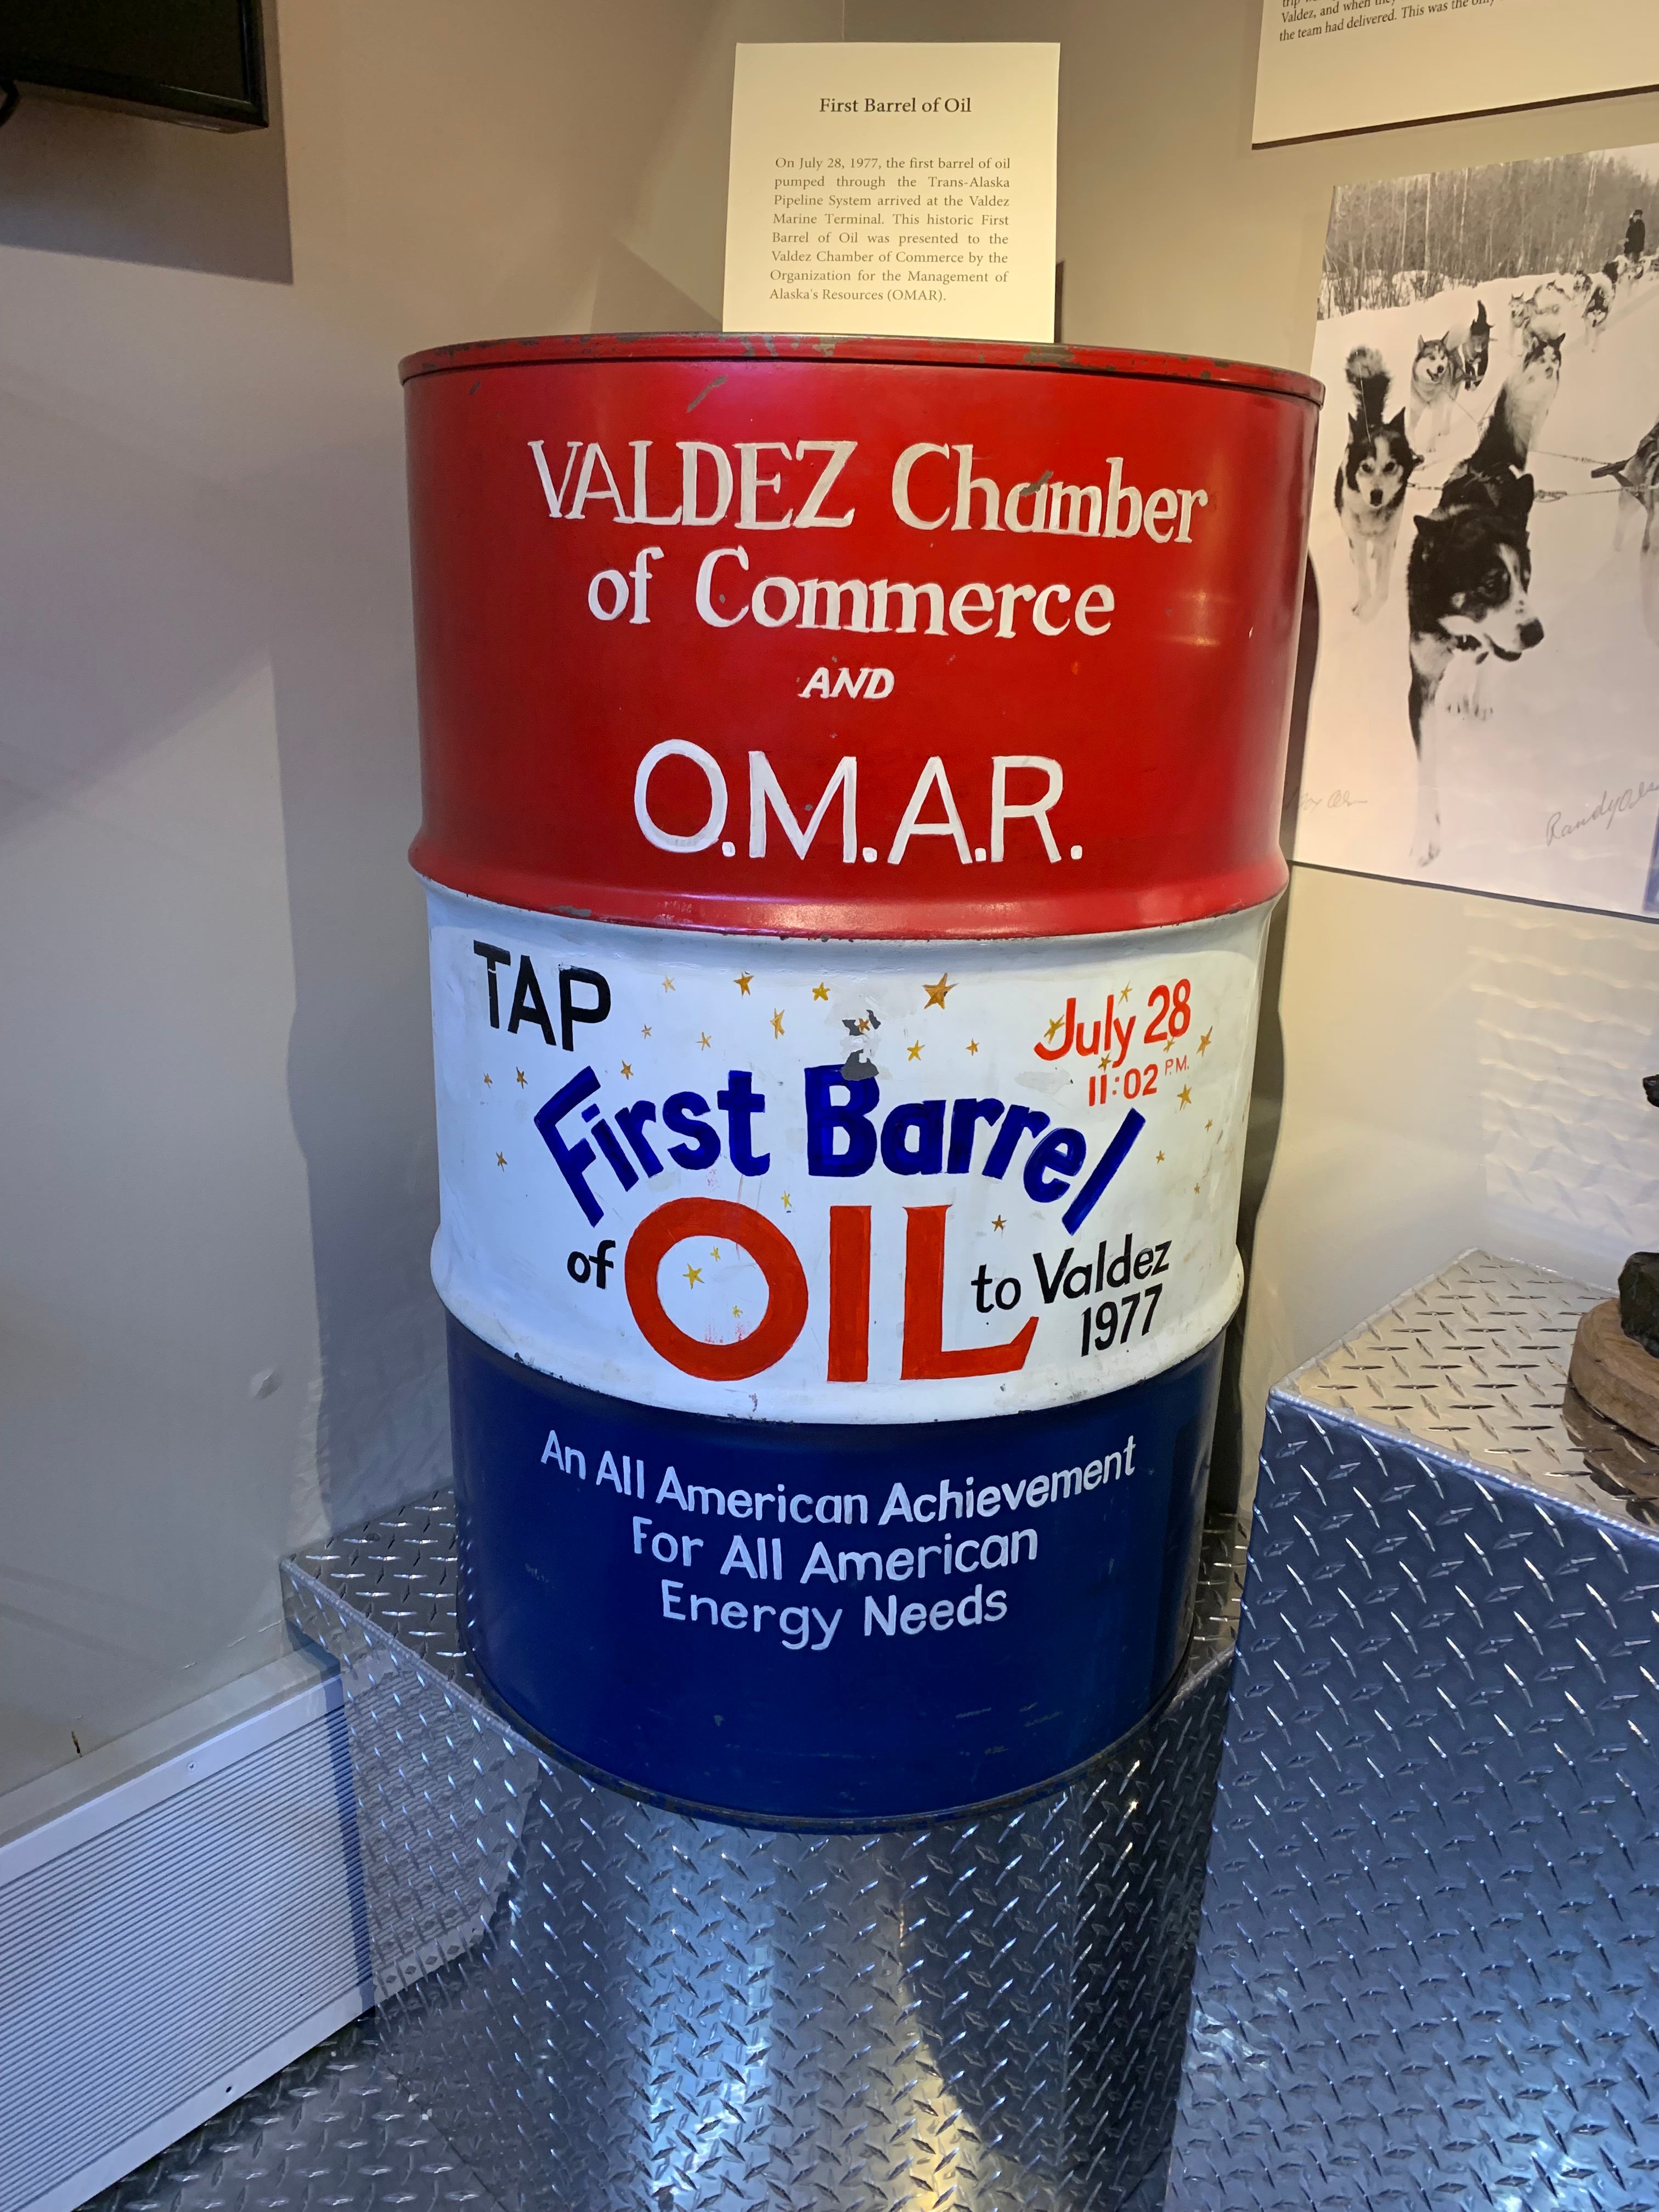 First Barrel of Oil
On July 28, 1977, the first barrel of oil
pumped through the Trans-Alaska
Pipeline System arrived at the Valdez
Marine Terminal. This historic First
Barrel of Oil was presented to the
Valdez Chamber of Commerce by the
Organization for the Management of
Alaska's Resources (OMAR).
Valdez, and when they
the team had delivered. This was the only
VALDEZ Chamber
of Commerce
AND
O.M.A.R.
TAP
July 28
11:02 P.M.
First Barrel
of OIL to Valdez
1977
An All American Achievement
For All American
Energy Needs